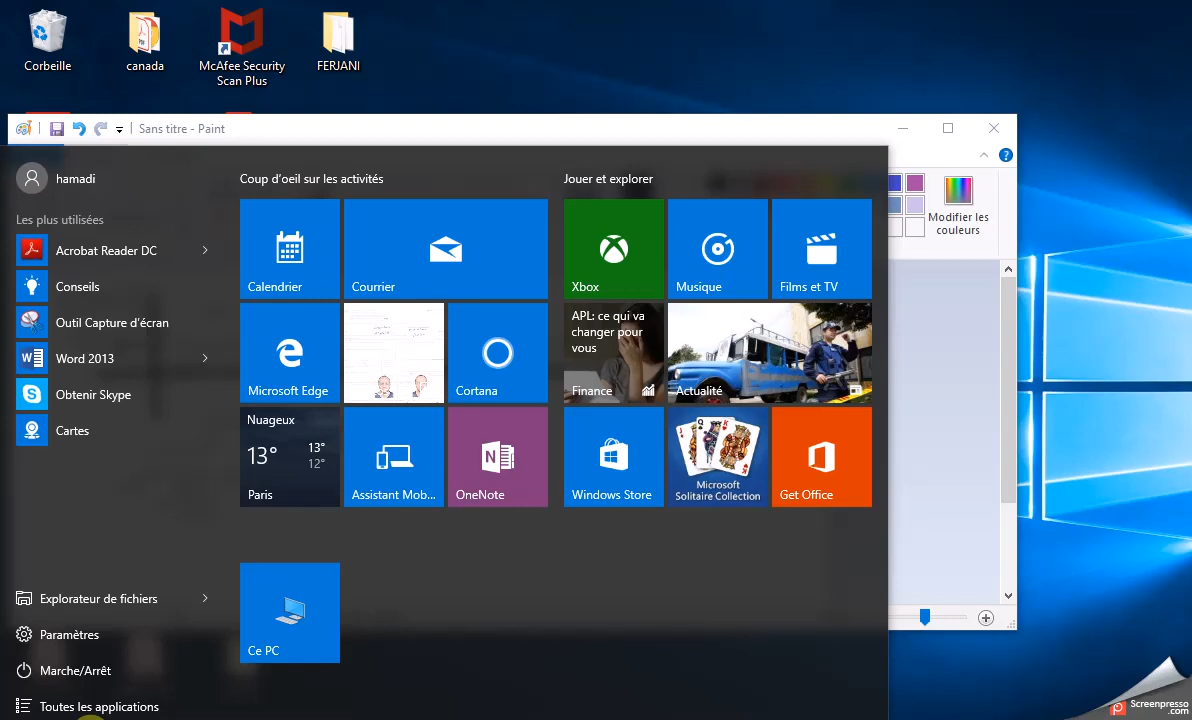 Corbeille
canada
McAfee Security
Scan Plus
FERJANI
Sans titre - Paint
hamadi
Les plus utilisées
Acrobat Reader DC
Conseils
Outil Capture d'écran
Word 2013
Obtenir Skype
Cartes
Explorateur de fichiers
Paramètres
Marche/Arrêt
Toutes les applications
Coup d'oeil sur les activités
Calendrier
Courrier
Microsoft Edge
Cortana
Nuageux
13°
13°
12°
Paris
Assistant Mob...
OneNote
Ce PC
Jouer et explorer
Xbox
Musique
Films et TV
APL: ce qui va
changer pour
vous
Finance
Actualité
Windows Store
Microsoft
Solitaire Collection
Get Office
Modifier les
couleurs
Screenpresso
.com